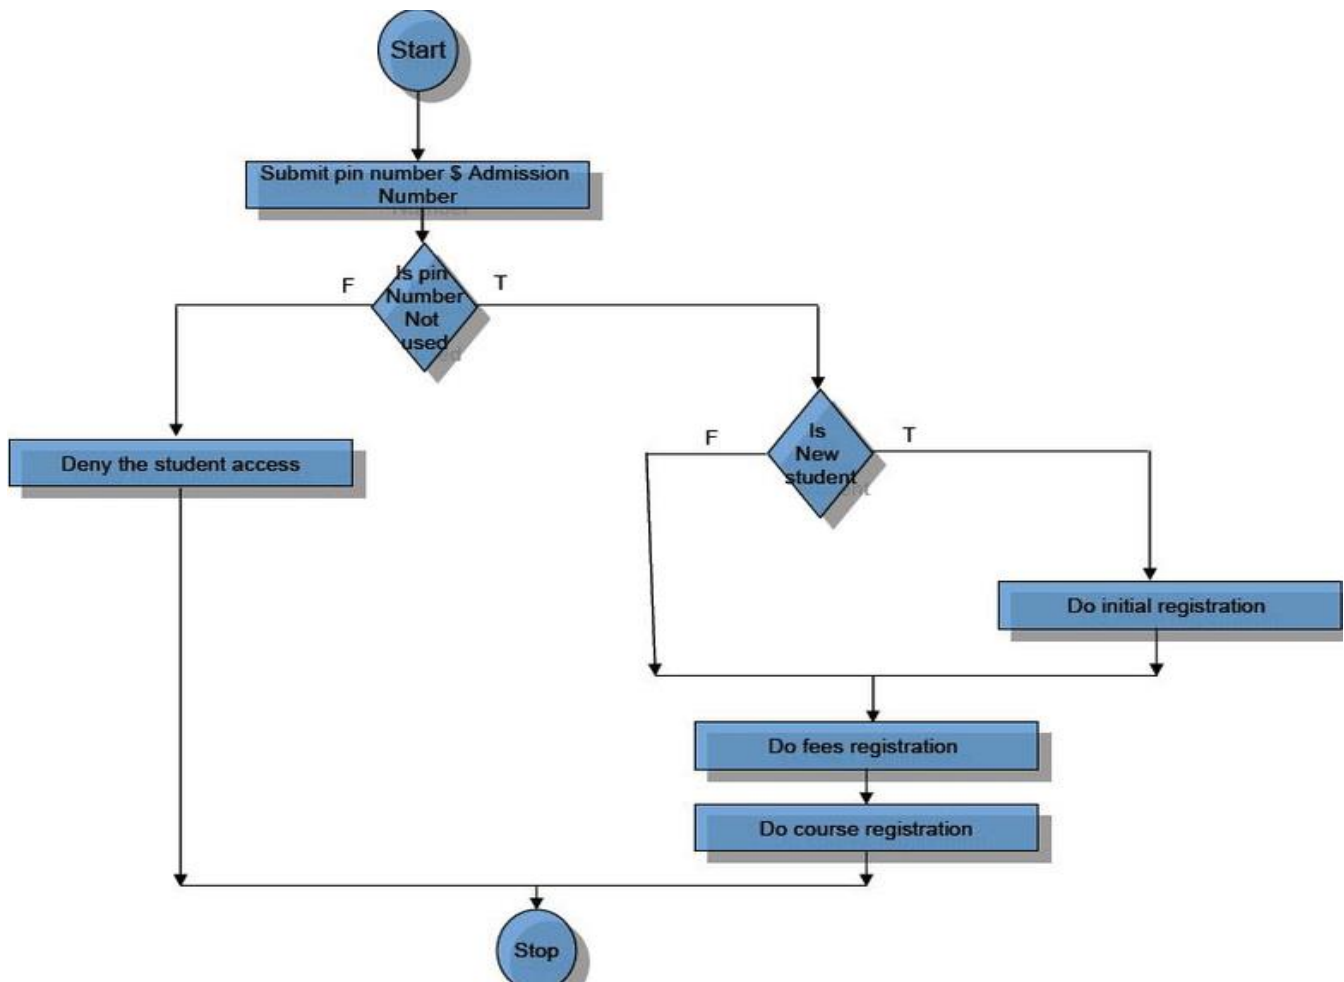 Start
Submit pin number $ Admission
Number
F
T
Is pin
Number
Not
used
F
T
Is
New
student
Deny the student access
Do initial registration
Do fees registration
Do course registration
Stop